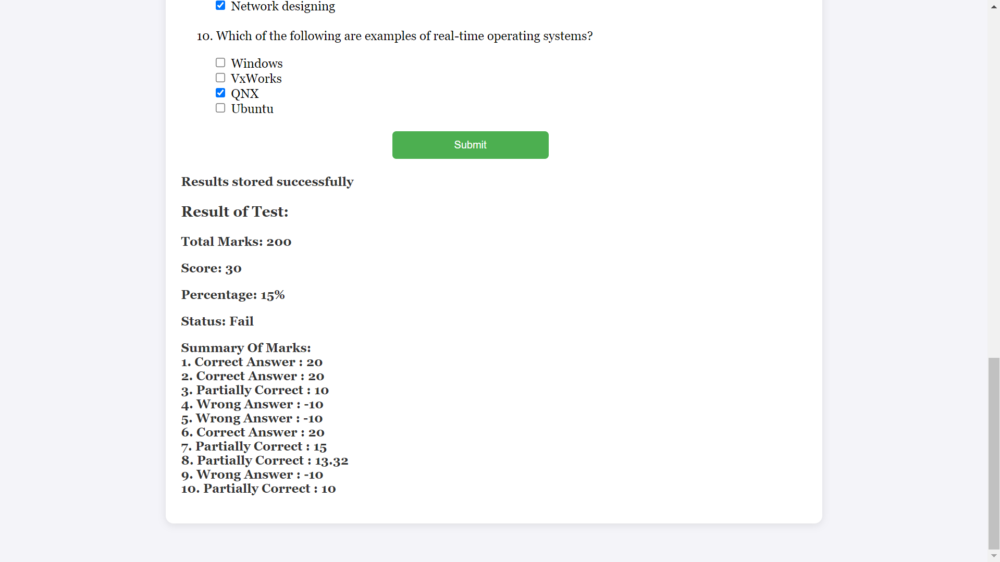 Network designing
10. Which of the following are examples of real-time operating systems?
Windows
VxWorks
QNX
Ubuntu
Submit
Results stored successfully
Result of Test:
Total Marks: 200
Score: 30
Percentage: 15%
Status: Fail
Summary Of Marks:
1. Correct Answer : 20
2. Correct Answer : 20
3. Partially Correct : 10
4. Wrong Answer : -10
5. Wrong Answer : -10
6. Correct Answer : 20
7. Partially Correct : 15
8. Partially Correct : 13.32
9. Wrong Answer : -10
10. Partially Correct : 10